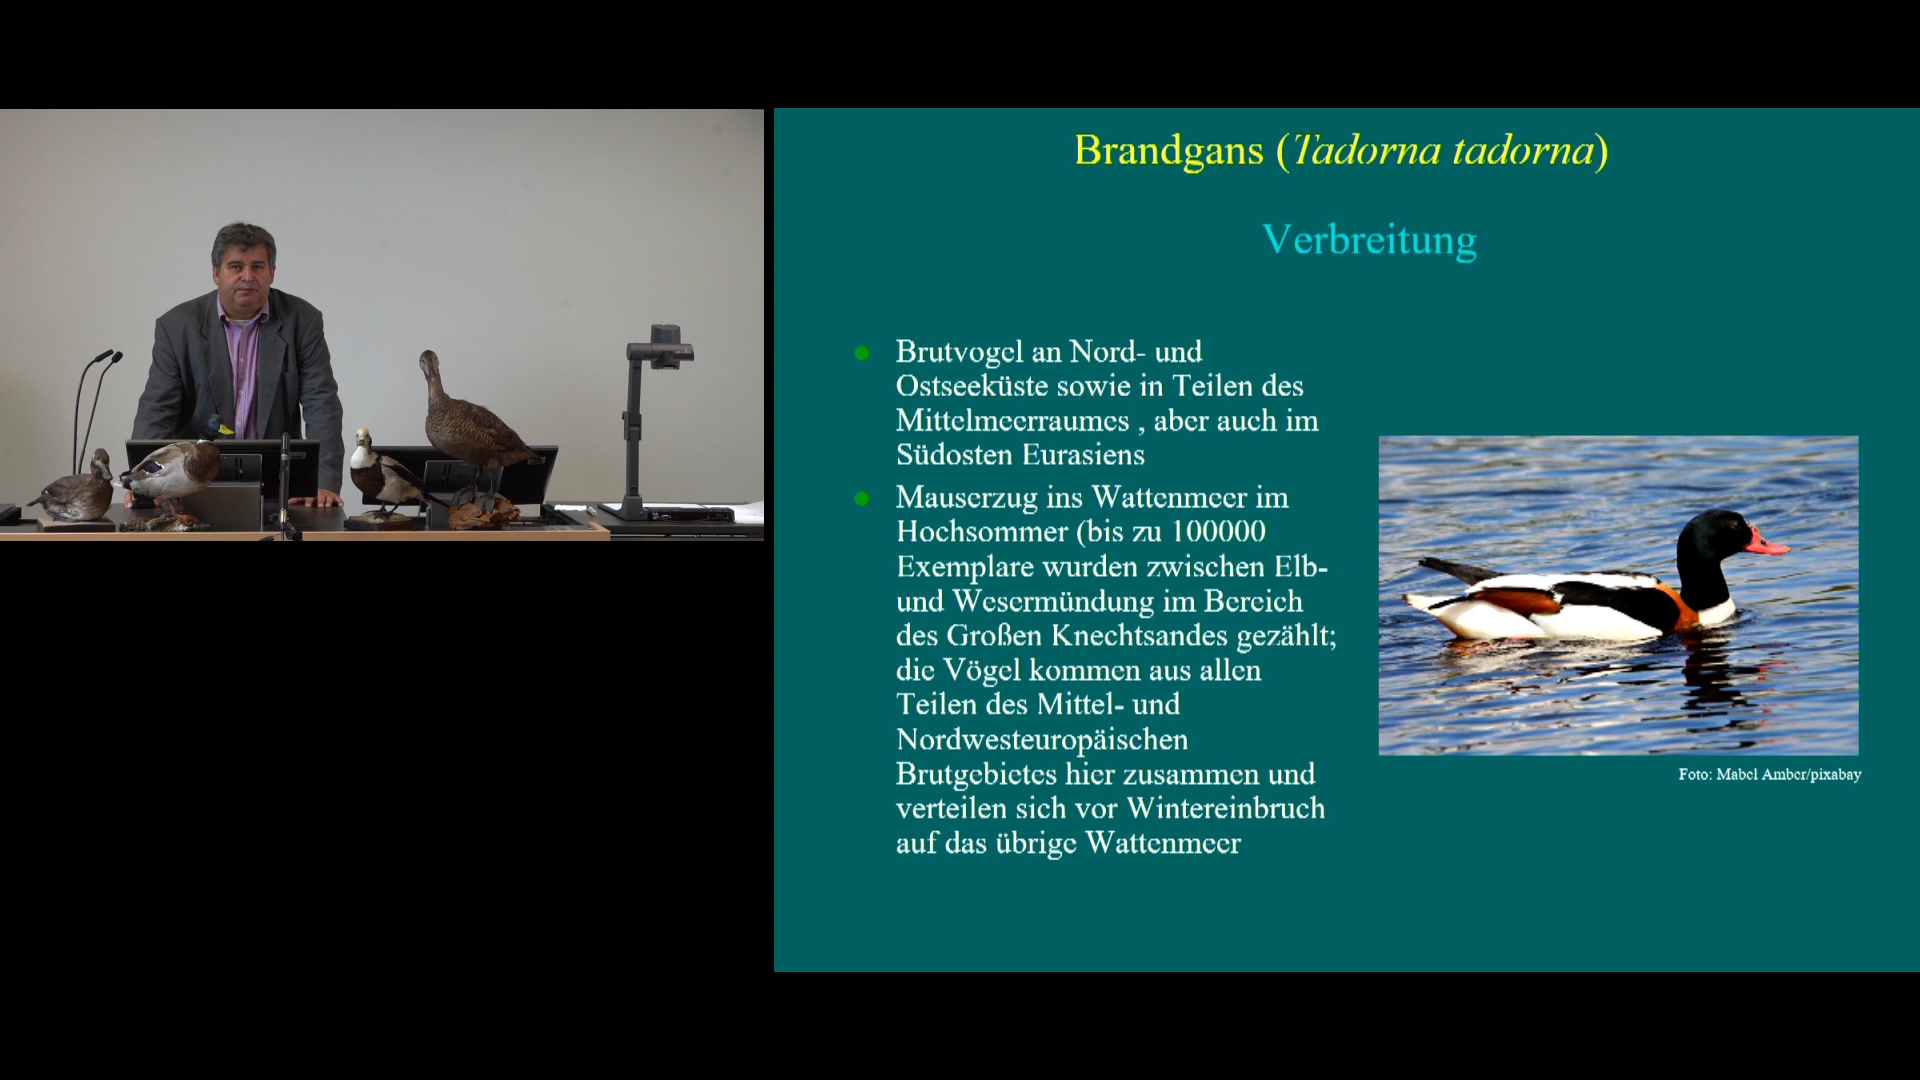 Brandgans (Tadorna tadorna)
Verbreitung
Brutvogel an Nord- und
Ostseeküste sowie in Teilen des
Mittelmeerraumes , aber auch im
Südosten Eurasiens
Mauserzug ins Wattenmeer im
Hochsommer (bis zu 100000
Exemplare wurden zwischen Elb-
und Wesermündung im Bereich
des Großen Knechtsandes gezählt;
die Vögel kommen aus allen
Teilen des Mittel- und
Nordwesteuropäischen
Brutgebietes hier zusammen und
verteilen sich vor Wintereinbruch
auf das übrige Wattenmeer
Foto: Mabel Amber/pixabay